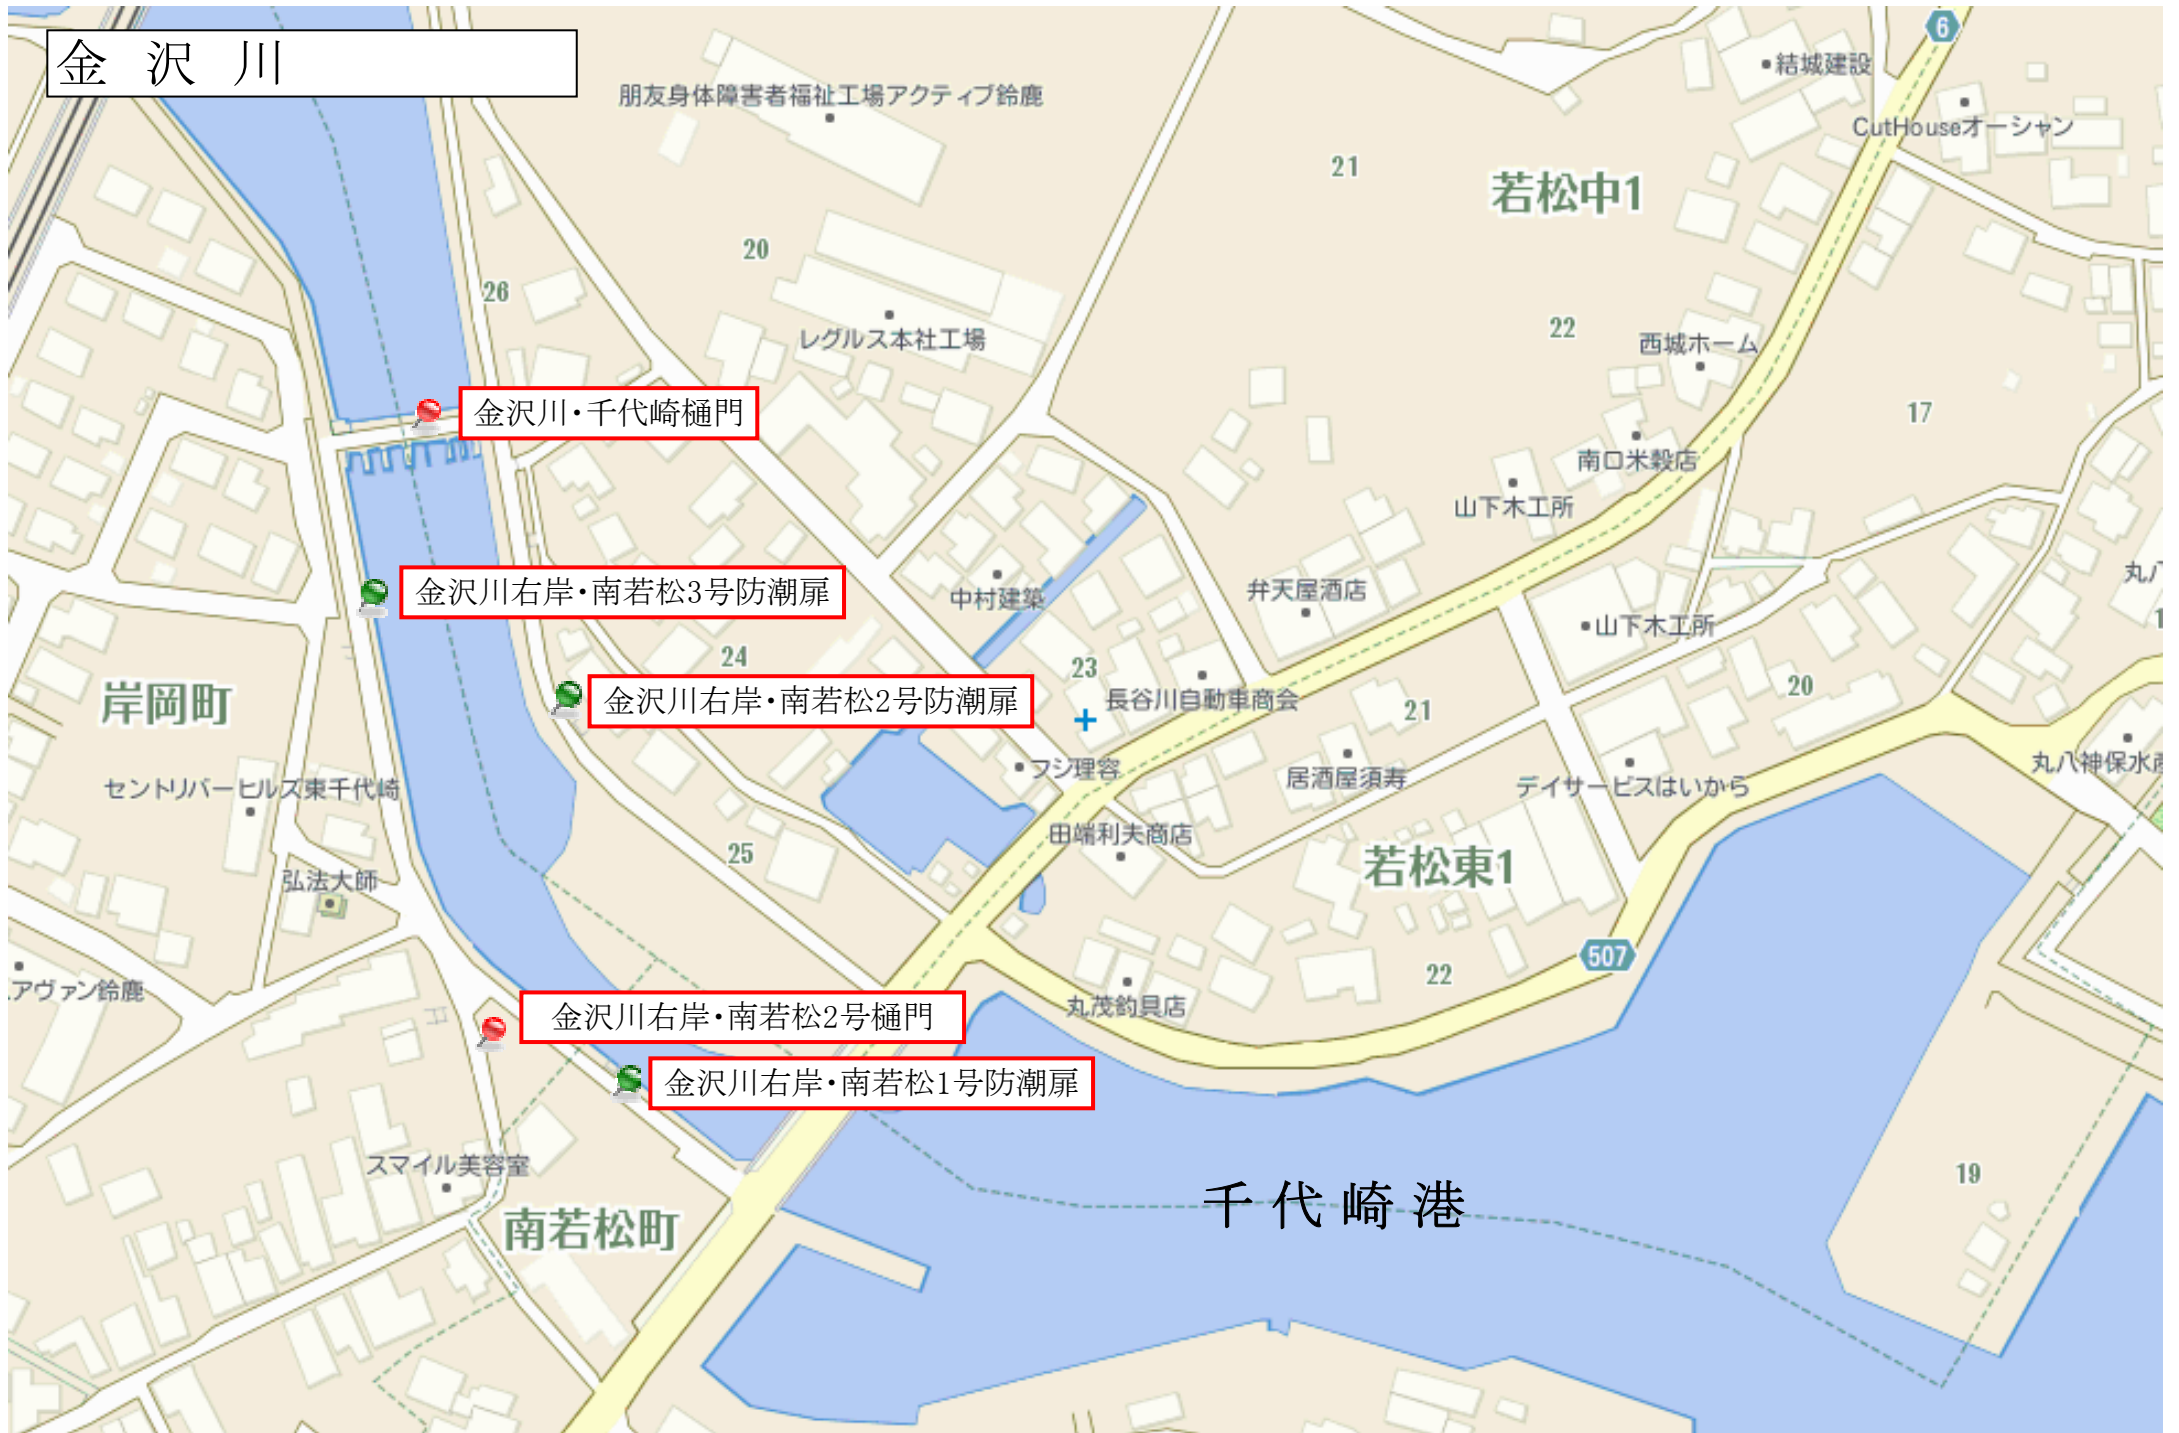 金 沢 川
6
結城建設
朋友身体障害者福祉工場アクティブ鈴鹿
CutHouseオーシャン
21
若松中1
20
26
22
レグルス本社工場
西城ホーム
金沢川・千代崎樋門
17
南口米穀店
山下木工所
金沢川右岸・南若松3号防潮扉
中村建築
弁天屋酒店
山下木工所
24
23
金沢川右岸・南若松2号防潮扉
長谷川自動車商会
21
20
岸岡町
フジ理容
居酒屋須寿
デイサービスはいから
セントリバーヒルズ東千代崎
田端利夫商店
25
若松東1
弘法大師
507
22
アヴァン鈴鹿
丸茂釣具店
金沢川右岸・南若松2号樋門
金沢川右岸・南若松1号防潮扉
スマイル美容室
19
千代崎港
南若松町